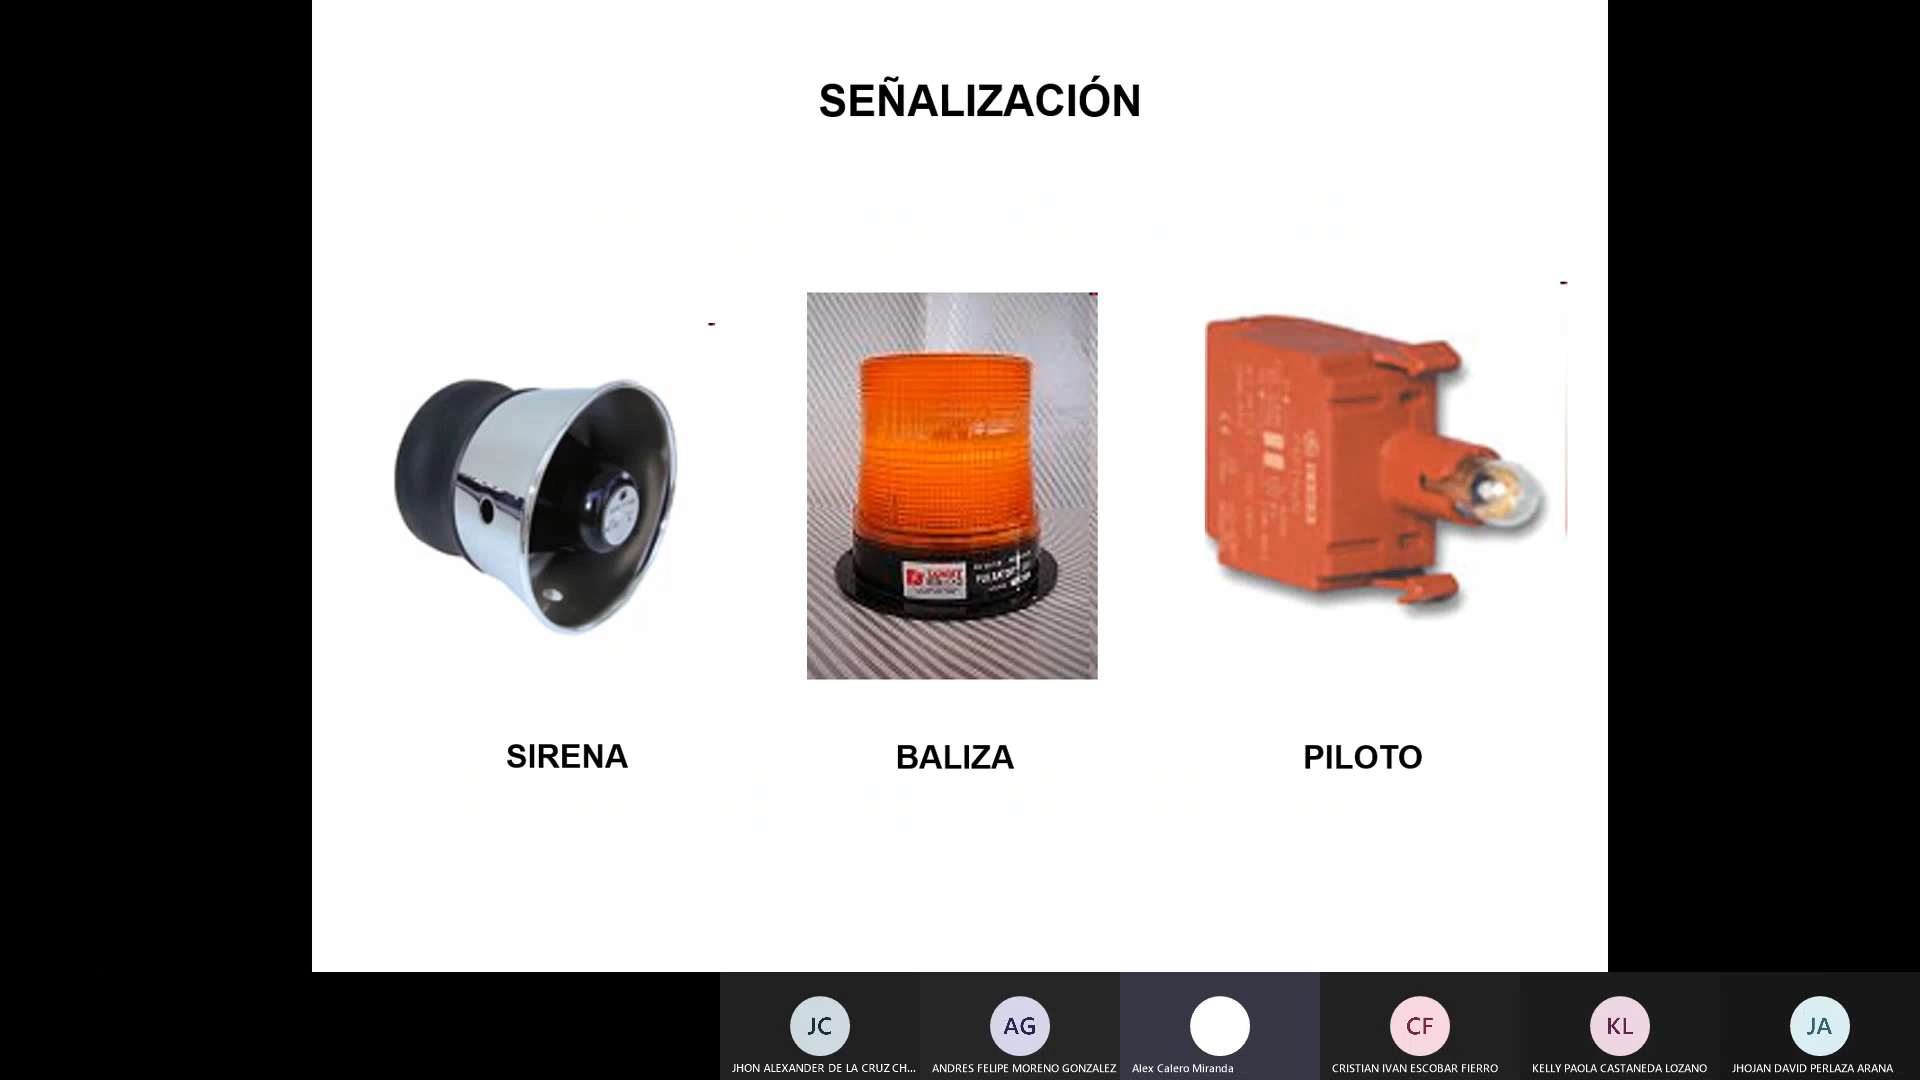 SEÑALIZACIÓN
SIRENA
BALIZA
PILOTO
JC
AG
CF
KL
JA
JHON ALEXANDER DE LA CRUZ CH...
ANDRES FELIPE MORENO GONZALEZ
Alex Calero Miranda
CRISTIAN IVAN ESCOBAR FIERRO
KELLY PAOLA CASTANEDA LOZANO
JHOJAN DAVID PERLAZA ARANA